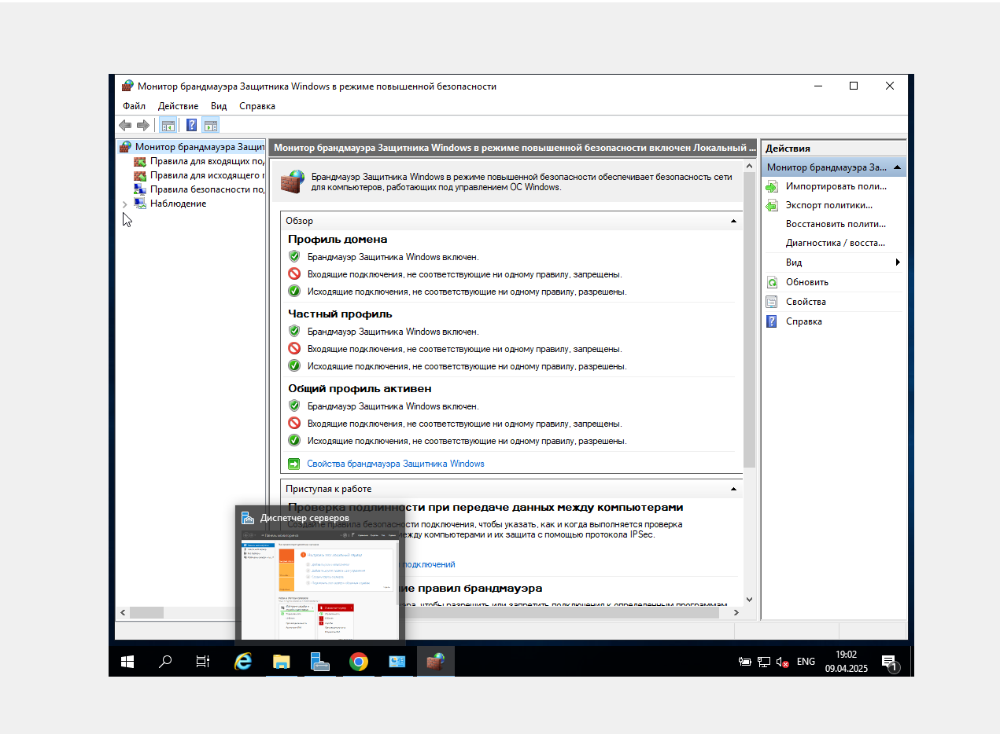 Монитор брандмауэра Защитника Windows в режиме повышенной безопасности
Файл Действие Вид Справка
Монитор брандмауэра Защит
Правила для входящих по
Правила для исходящего
Правила безопасности по
Наблюдение
Монитор брандмауэра Защитника Windows в режиме повышенной безопасности включен Локальный ...
Брандмауэр Защитника Windows в режиме повышенной безопасности обеспечивает безопасность сети
для компьютеров, работающих под управлением ОС Windows.
Обзор
Профиль домена
Брандмауэр Защитника Windows включен.
Входящие подключения, не соответствующие ни одному правилу, запрещены.
Исходящие подключения, не соответствующие ни одному правилу, разрешены.
Частный профиль
Брандмауэр Защитника Windows включен.
Входящие подключения, не соответствующие ни одному правилу, запрещены.
Исходящие подключения, не соответствующие ни одному правилу, разрешены.
Общий профиль активен
Брандмауэр Защитника Windows включен.
Входящие подключения, не соответствующие ни одному правилу, запрещены.
Исходящие подключения, не соответствующие ни одному правилу, разрешены.
Свойства брандмауэра Защитника Windows
Приступая к работе
Проверка подлинности при передаче данных между компьютерами
Создайте правила безопасности подключения, чтобы указать, как и когда выполняется проверка
между компьютерами и их защита с помощью протокола IPSec.
подключений
ие правил брандмауэра
чтобы разрешить или запретить подключения к определенным программам
Действия
Монитор брандмауэра За...
Импортировать поли...
Экспорт политики...
Восстановить полити...
Диагностика / восста...
Вид
Обновить
Свойства
Справка
Диспетчер серверов
ENG
19:02
09.04.2025
1